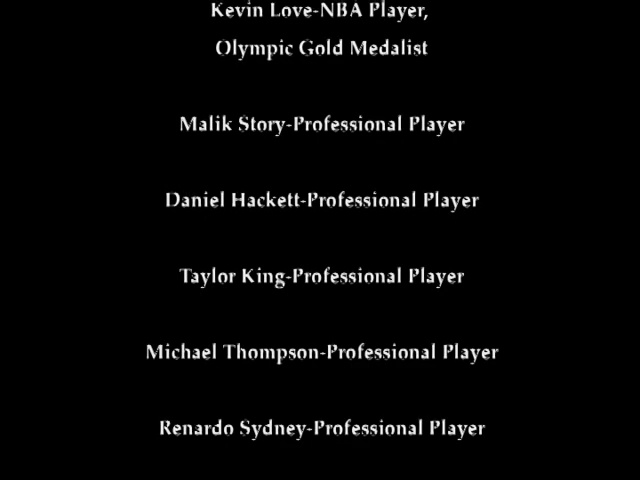 Kevin Love-NBA Player,
Olympic Gold Medalist
Malik Story-Professional Player
Daniel Hackett-Professional Player
Taylor King-Professional Player
Michael Thompson-Professional Player
Renardo Sydney-Professional Player